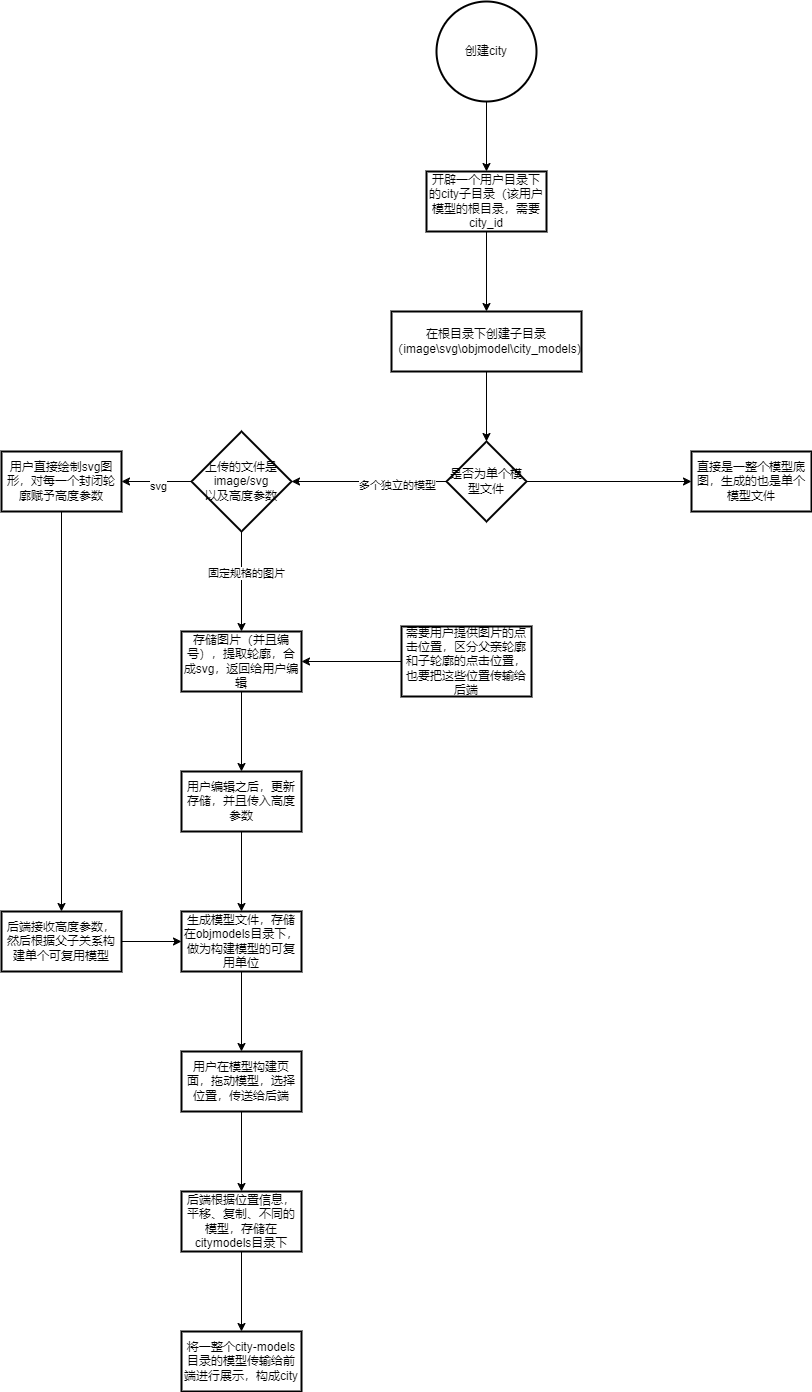 创建city
开辟一个用户目录下
的city子目录（该用户
模型的根目录，需要
city_id
在根目录下创建子目录
（image\svg\objmodel\city_models）
是否为单个模
型文件
多个独立的模型
直接是一整个模型底
图，生成的也是单个
模型文件
上传的文件是
image/svg
以及高度参数
svg
用户直接绘制svg图
形，对每一个封闭轮
廓赋予高度参数
固定规格的图片
存储图片（并且编
号），提取轮廓，合
成svg，返回给用户编
辑
需要用户提供图片的点
击位置，区分父亲轮廓
和子轮廓的点击位置，
也要把这些位置传输给
后端
用户编辑之后，更新
存储，并且传入高度
参数
后端接收高度参数，
然后根据父子关系构
建单个可复用模型
生成模型文件，存储
在objmodels目录下，
做为构建模型的可复
用单位
用户在模型构建页
面，拖动模型，选择
位置，传送给后端
后端根据位置信息，
平移、复制、不同的
模型，存储在
citymodels目录下
将一整个city-models
目录的模型传输给前
端进行展示，构成city